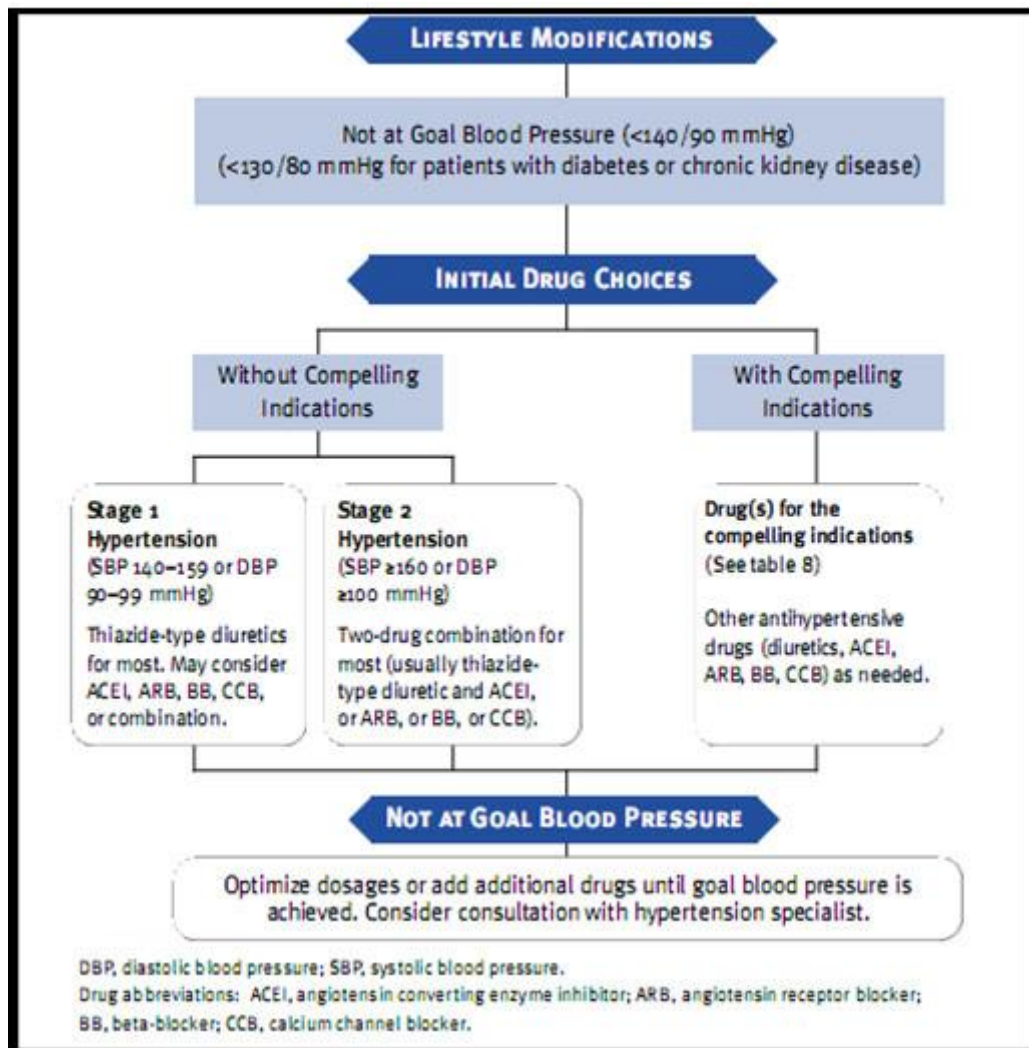 LIFESTYLE MODIFICATIONS
Not at Goal Blood Pressure (<140/90 mmHg)
(<130/80 mmHg for patients with diabetes or chronic kidney disease)
INITIAL DRUG CHOICES
Without Compelling
Indications
With Compelling
Indications
Stage 1
Hypertension
(SBP 140–159 or DBP
90–99 mmHg)
Thiazide-type diuretics
for most. May consider
ACEI, ARB, BB, CCB,
or combination.
Stage 2
Hypertension
(SBP ≥160 or DBP
≥100 mmHg)
Two-drug combination for
most (usually thiazide-
type diuretic and ACEI,
or ARB, or BB, or CCB).
Drug(s) for the
compelling indications
(See table 8)
Other antihypertensive
drugs (diuretics, ACEI,
ARB, BB, CCB) as needed.
NOT AT GOAL BLOOD PRESSURE
Optimize dosages or add additional drugs until goal blood pressure is
achieved. Consider consultation with hypertension specialist.
DBP, diastolic blood pressure; SBP, systolic blood pressure.
Drug abbreviations: ACEI, angiotensin converting enzyme inhibitor; ARB, angiotensin receptor blocker;
BB, beta-blocker; CCB, calcium channel blocker.